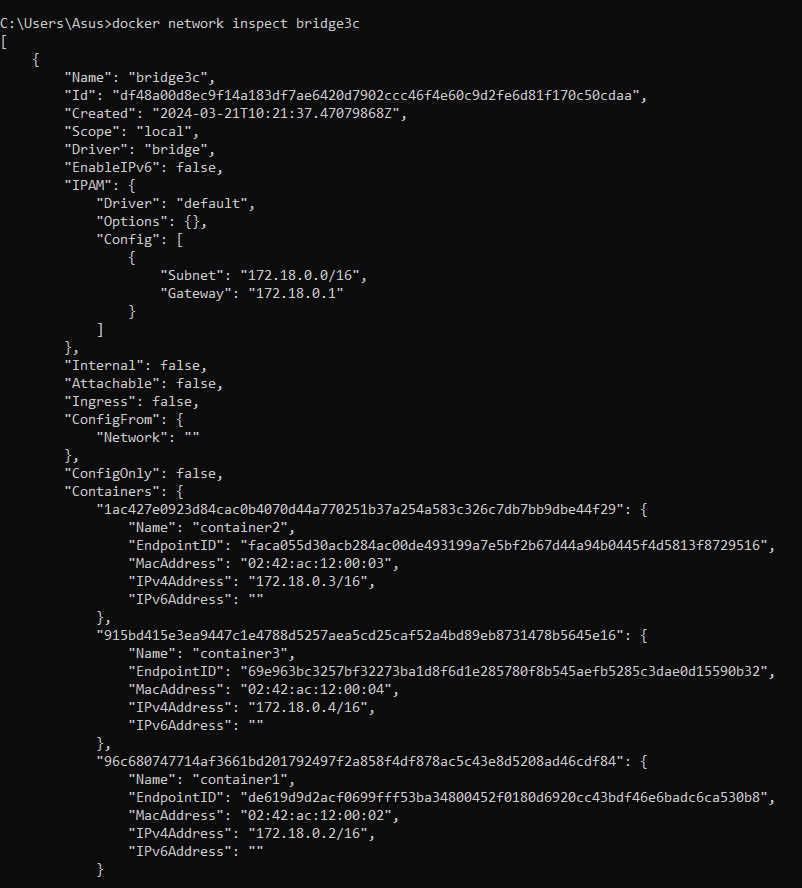 C:\Users\Asus>docker network inspect bridge3c
[
    {
        "Name": "bridge3c",
        "Id": "df48a00d8ec9f14a183df7ae6420d7902ccc46f4e60c9d2fe6d81f170c50cdaa",
        "Created": "2024-03-21T10:21:37.47079868Z",
        "Scope": "local",
        "Driver": "bridge",
        "EnableIPv6": false,
        "IPAM": {
            "Driver": "default",
            "Options": {},
            "Config": [
                {
                    "Subnet": "172.18.0.0/16",
                    "Gateway": "172.18.0.1"
                }
            ]
        },
        "Internal": false,
        "Attachable": false,
        "Ingress": false,
        "ConfigFrom": {
            "Network": ""
        },
        "ConfigOnly": false,
        "Containers": {
            "1ac427e0923d84cac0b4070d44a770251b37a254a583c326c7db7bb9dbe44f29": {
                "Name": "container2",
                "EndpointID": "faca055d30acb284ac00de493199a7e5bf2b67d44a94b0445f4d5813f8729516",
                "MacAddress": "02:42:ac:12:00:03",
                "IPv4Address": "172.18.0.3/16",
                "IPv6Address": ""
            },
            "915bd415e3ea9447c1e4788d5257aea5cd25caf52a4bd89eb8731478b5645e16": {
                "Name": "container3",
                "EndpointID": "69e963bc3257bf32273ba1d8f6d1e285780f8b545aefb5285c3dae0d15590b32",
                "MacAddress": "02:42:ac:12:00:04",
                "IPv4Address": "172.18.0.4/16",
                "IPv6Address": ""
            },
            "96c680747714af3661bd201792497f2a858f4df878ac5c43e8d5208ad46cdf84": {
                "Name": "container1",
                "EndpointID": "de619d9d2acf0699fff53ba34800452f0180d6920cc43bdf46e6badc6ca530b8",
                "MacAddress": "02:42:ac:12:00:02",
                "IPv4Address": "172.18.0.2/16",
                "IPv6Address": ""
            }